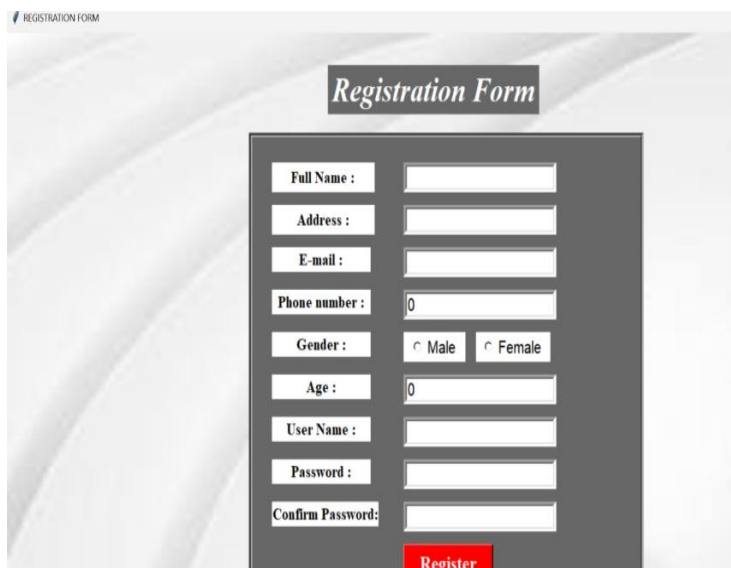 REGISTRATION FORM
Registration Form
Full Name :
Address :
E-mail :
Phone number : 0
Gender : Male Female
Age : 0
User Name :
Password :
Confirm Password:
Register